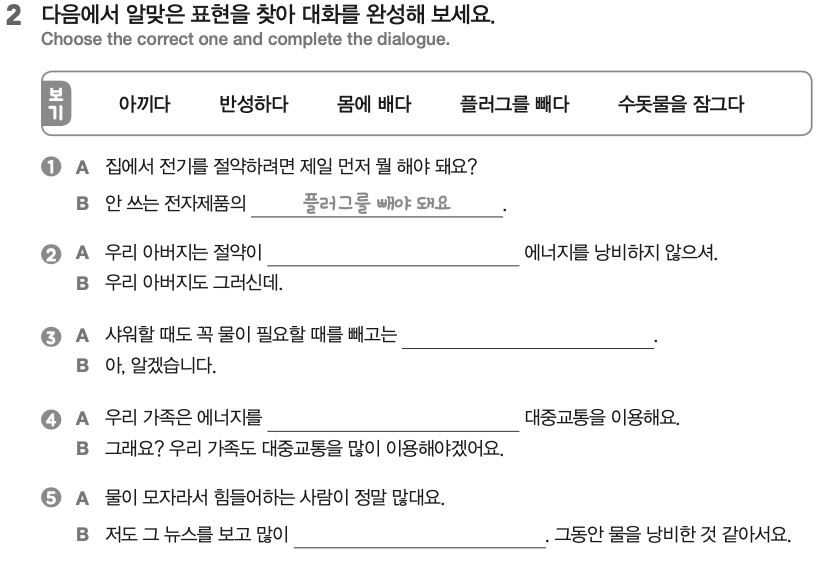 2 다음에서 알맞은 표현을 찾아 대화를 완성해 보세요.
Choose the correct one and complete the dialogue.
보기 아끼다 반성하다 몸에 배다 플러그를 빼다 수돗물을 잠그다
1 A 집에서 전기를 절약하려면 제일 먼저 뭘 해야 돼요?
B 안 쓰는 전자제품의 플러그를 빼야 돼요.
2 A 우리 아버지는 절약이 ____________ 에너지를 낭비하지 않으셔.
B 우리 아버지도 그러신데.
3 A 샤워할 때도 꼭 물이 필요할 때를 빼고는 ____________.
B 아, 알겠습니다.
4 A 우리 가족은 에너지를 ____________ 대중교통을 이용해요.
B 그래요? 우리 가족도 대중교통을 많이 이용해야겠어요.
5 A 물이 모자라서 힘들어하는 사람이 정말 많대요.
B 저도 그 뉴스를 보고 많이 ____________. 그동안 물을 낭비한 것 같아서요.